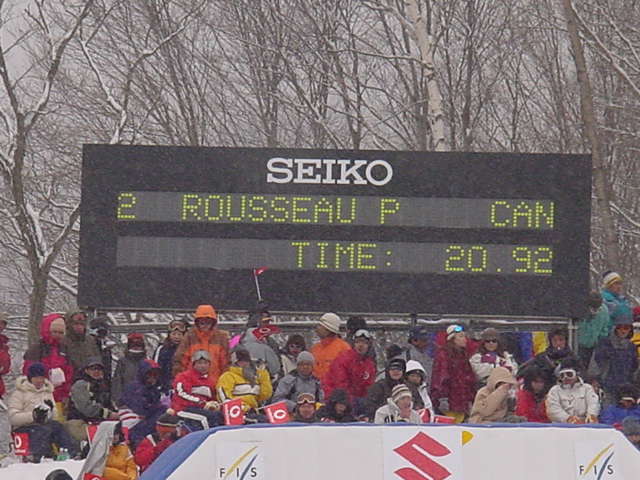 SEIKO
2 ROUSSEAU P CAN
TIME: 20.92
FIS
FIS